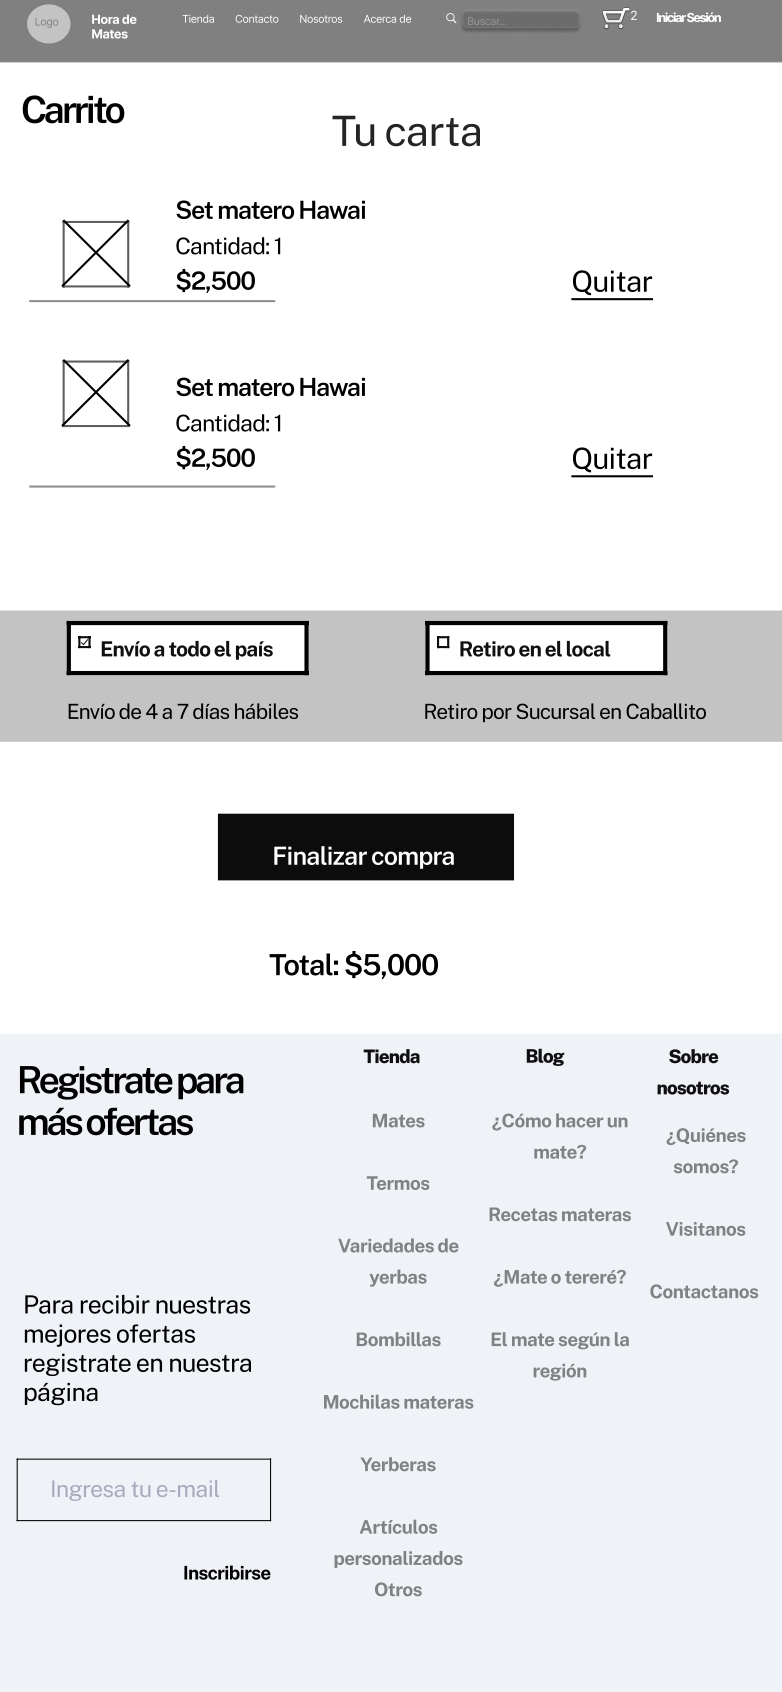 Logo
Hora de
Mates
Tienda Contacto Nosotros Acerca de
Buscar...
2
Iniciar Sesión
Carrito
Tu carta
Set matero Hawai
Cantidad: 1
$2,500
Quitar
Set matero Hawai
Cantidad: 1
$2,500
Quitar
Envío a todo el país
Envío de 4 a 7 días hábiles
Retiro en el local
Retiro por Sucursal en Caballito
Finalizar compra
Total: $5,000
Registrate para
más ofertas
Para recibir nuestras
mejores ofertas
registrate en nuestra
página
Ingresa tu e-mail
Inscribirse
Tienda
Mates
Termos
Variedades de
yerbas
Bombillas
Mochilas materas
Yerberas
Artículos
personalizados
Otros
Blog
¿Cómo hacer un
mate?
Recetas materas
¿Mate o tereré?
El mate según la
región
Sobre
nosotros
¿Quiénes
somos?
Visitanos
Contactanos